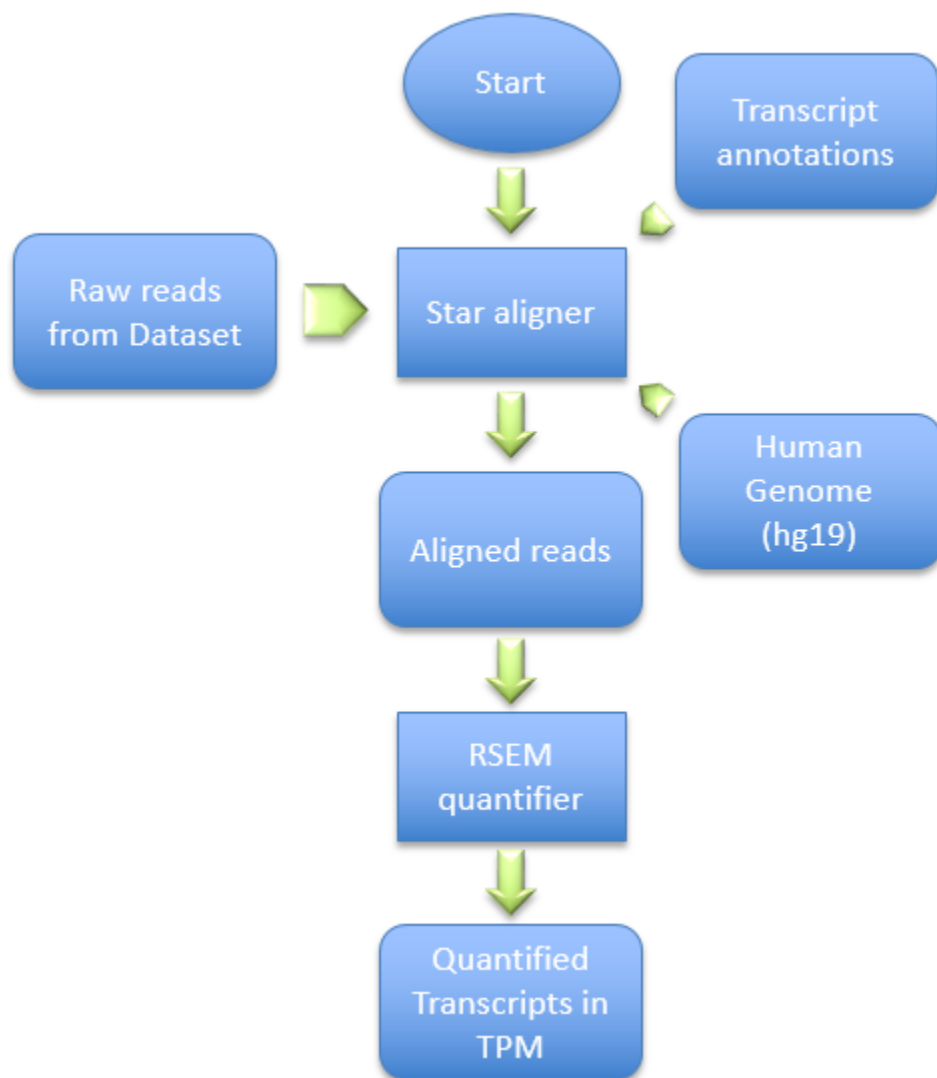 Start
Transcript
annotations
Raw reads
from Dataset
Star aligner
Human
Genome
(hg19)
Aligned reads
RSEM
quantifier
Quantified
Transcripts in
TPM